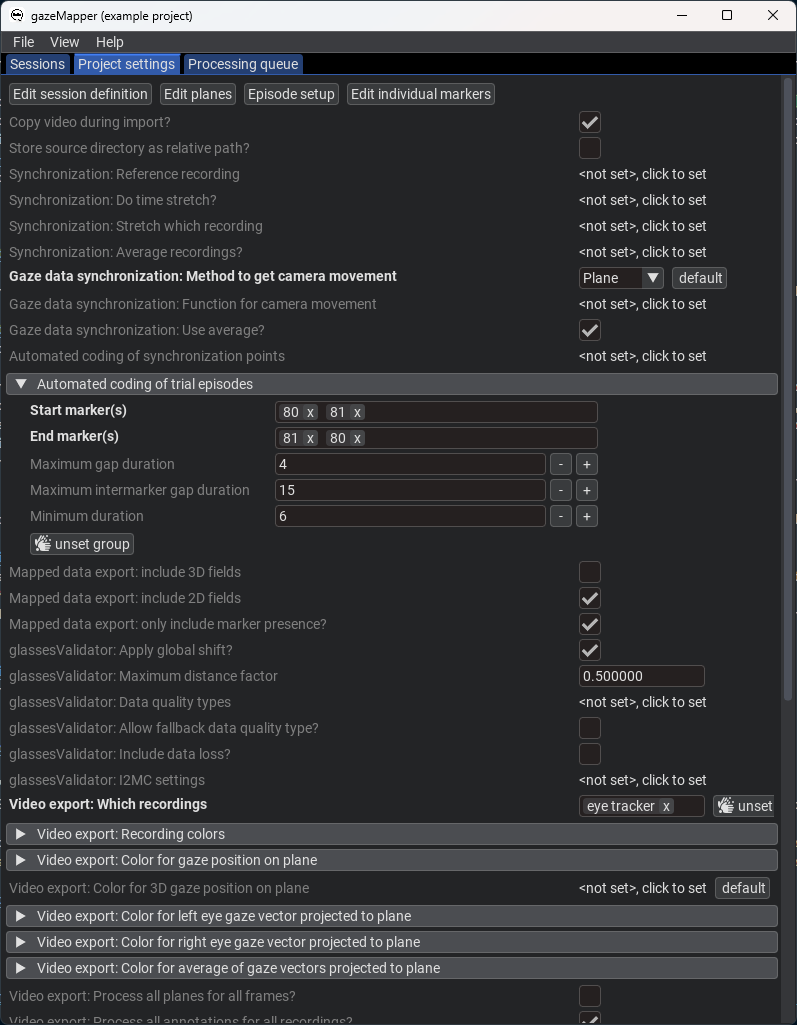 gazeMapper (example project)
File View Help
Sessions Project settings Processing queue
Edit session definition Edit planes Episode setup Edit individual markers
Copy video during import?
Store source directory as relative path?
Synchronization: Reference recording <not set>, click to set
Synchronization: Do time stretch? <not set>, click to set
Synchronization: Stretch which recording <not set>, click to set
Synchronization: Average recordings? <not set>, click to set
Gaze data synchronization: Method to get camera movement Plane default
Gaze data synchronization: Function for camera movement <not set>, click to set
Gaze data synchronization: Use average?
Automated coding of synchronization points <not set>, click to set
Automated coding of trial episodes
Start marker(s) 80 x 81 x
End marker(s) 81 x 80 x
Maximum gap duration 4 - +
Maximum intermarker gap duration 15 - +
Minimum duration 6 - +
unset group
Mapped data export: include 3D fields
Mapped data export: include 2D fields
Mapped data export: only include marker presence?
glassesValidator: Apply global shift?
glassesValidator: Maximum distance factor 0.500000
glassesValidator: Data quality types <not set>, click to set
glassesValidator: Allow fallback data quality type?
glassesValidator: Include data loss?
glassesValidator: I2MC settings <not set>, click to set
Video export: Which recordings eye tracker x unset
Video export: Recording colors
Video export: Color for gaze position on plane
Video export: Color for 3D gaze position on plane <not set>, click to set default
Video export: Color for left eye gaze vector projected to plane
Video export: Color for right eye gaze vector projected to plane
Video export: Color for average of gaze vectors projected to plane
Video export: Process all planes for all frames?
Video export: Process all annotations for all recordings?